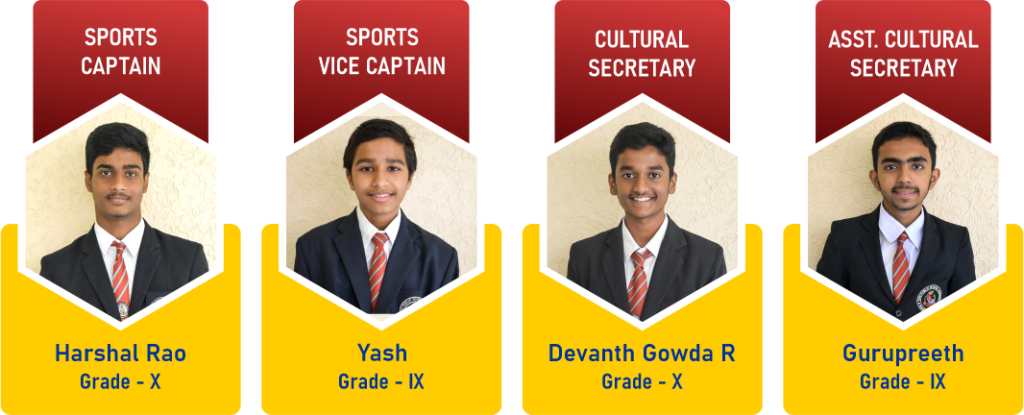 SPORTS
CAPTAIN
Harshal Rao
Grade - X
SPORTS
VICE CAPTAIN
Yash
Grade - IX
CULTURAL
SECRETARY
Devanth Gowda R
Grade - X
ASST. CULTURAL
SECRETARY
Gurupreeth
Grade - IX